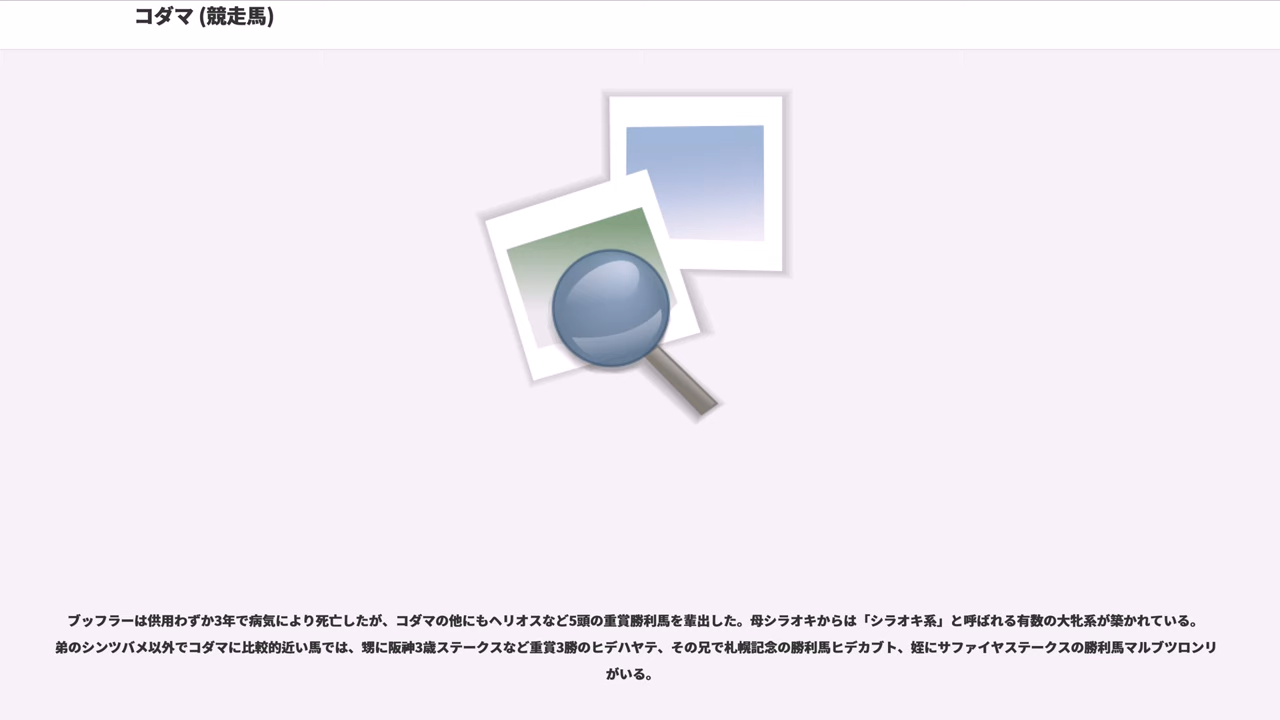 コダマ (競走馬)
ブッフラーは供用わずか3年で病気により死亡したが、コダマの他にもヘリオスなど5頭の重賞勝利馬を輩出した。母シラオキからは「シラオキ系」と呼ばれる有数の大牝系が築かれている。
弟のシンツバメ以外でコダマに比較的近い馬では、甥に阪神3歳ステークスなど重賞3勝のヒデハヤテ、その兄で札幌記念の勝利馬ヒデカブト、姪にサファイヤステークスの勝利馬マルブツロンリ
がいる。